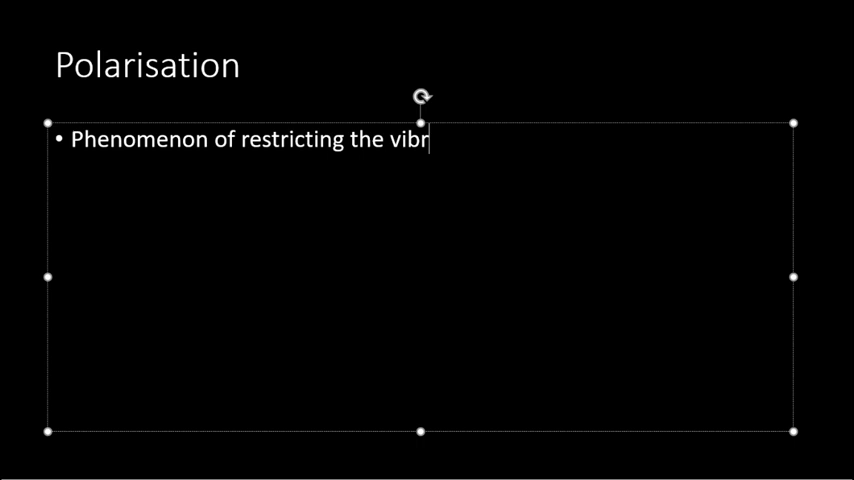 Polarisation
• Phenomenon of restricting the vibr